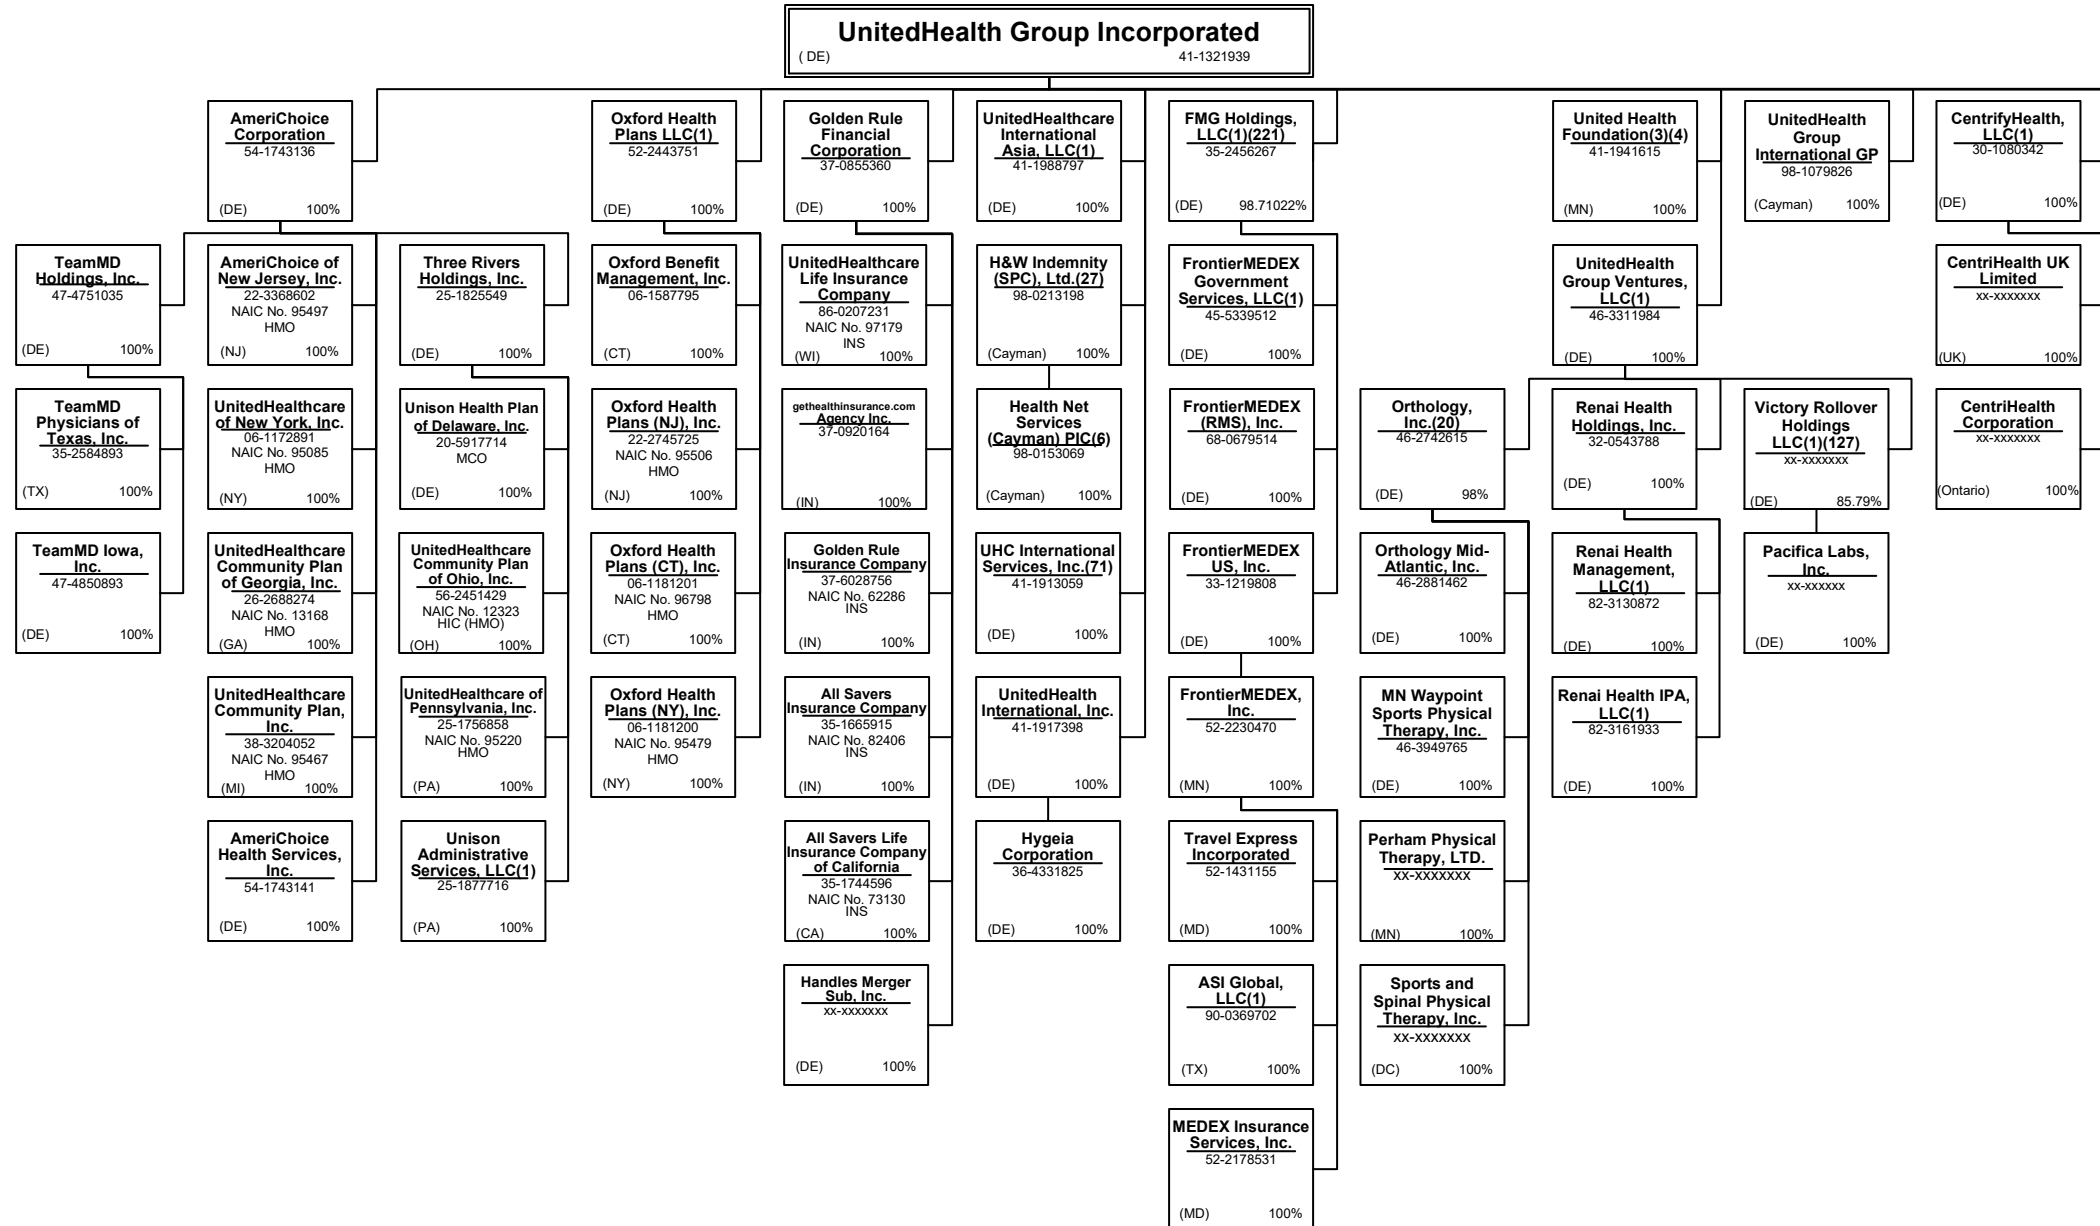 UnitedHealth Group Incorporated
( DE) 41-1321939
AmeriChoice
Corporation
54-1743136
(DE) 100%
Oxford Health
Plans LLC(1)
52-2443751
(DE) 100%
Golden Rule
Financial
Corporation
37-0855360
(DE) 100%
UnitedHealthcare
International
Asia, LLC(1)
41-1988797
(DE) 100%
FMG Holdings,
LLC(1)(221)
35-2456267
(DE) 98.71022%
United Health
Foundation(3)(4)
41-1941615
(MN) 100%
UnitedHealth
Group
International GP
98-1079826
(Cayman) 100%
CentrifyHealth,
LLC(1)
30-1080342
(DE) 100%
TeamMD
Holdings, Inc.
47-4751035
(DE) 100%
AmeriChoice of
New Jersey, Inc.
22-3368602
NAIC No. 95497
HMO
(NJ) 100%
Three Rivers
Holdings, Inc.
25-1825549
(DE) 100%
Oxford Benefit
Management, Inc.
06-1587795
(CT) 100%
UnitedHealthcare
Life Insurance
Company
86-0207231
NAIC No. 97179
INS
(WI) 100%
H&W Indemnity
(SPC), Ltd.(27)
98-0213198
(Cayman) 100%
FrontierMEDEX
Government
Services, LLC(1)
45-5339512
(DE) 100%
UnitedHealth
Group Ventures,
LLC(1)
46-3311984
(DE) 100%
CentriHealth UK
Limited
xx-xxxxxxx
(UK) 100%
TeamMD
Physicians of
Texas, Inc.
35-2584893
(TX) 100%
UnitedHealthcare
of New York, Inc.
06-1172891
NAIC No. 95085
HMO
(NY) 100%
Unison Health Plan
of Delaware, Inc.
20-5917714
MCO
(DE) 100%
Oxford Health
Plans (NJ), Inc.
22-2745725
NAIC No. 95506
HMO
(NJ) 100%
gethealthinsurance.com
Agency Inc.
37-0920164
(IN) 100%
Health Net
Services
(Cayman) PIC(6)
98-0153069
(Cayman) 100%
FrontierMEDEX
(RMS), Inc.
68-0679514
(DE) 100%
Orthology,
Inc.(20)
46-2742615
(DE) 98%
Renai Health
Holdings, Inc.
32-0543788
(DE) 100%
Victory Rollover
Holdings
LLC(1)(127)
xx-xxxxxxx
(DE) 85.79%
CentriHealth
Corporation
xx-xxxxxxx
(Ontario) 100%
TeamMD Iowa,
Inc.
47-4850893
(DE) 100%
UnitedHealthcare
Community Plan
of Georgia, Inc.
26-2688274
NAIC No. 13168
HMO
(GA) 100%
UnitedHealthcare
Community Plan
of Ohio, Inc.
56-2451429
NAIC No. 12323
HIC (HMO)
(OH) 100%
Oxford Health
Plans (CT), Inc.
06-1181201
NAIC No. 96798
HMO
(CT) 100%
Golden Rule
Insurance Company
37-6028756
NAIC No. 62286
INS
(IN) 100%
UHC International
Services, Inc.(71)
41-1913059
(DE) 100%
FrontierMEDEX
US, Inc.
33-1219808
(DE) 100%
Orthology Mid-
Atlantic, Inc.
46-2881462
(DE) 100%
Renai Health
Management,
LLC(1)
82-3130872
(DE) 100%
Pacifica Labs,
Inc.
xx-xxxxxx
(DE) 100%
UnitedHealthcare
Community Plan,
Inc.
38-3204052
NAIC No. 95467
HMO
(MI) 100%
UnitedHealthcare of
Pennsylvania, Inc.
25-1756858
NAIC No. 95220
HMO
(PA) 100%
Oxford Health
Plans (NY), Inc.
06-1181200
NAIC No. 95479
HMO
(NY) 100%
All Savers
Insurance Company
35-1665915
NAIC No. 82406
INS
(IN) 100%
UnitedHealth
International, Inc.
41-1917398
(DE) 100%
FrontierMEDEX,
Inc.
52-2230470
(MN) 100%
MN Waypoint
Sports Physical
Therapy, Inc.
46-3949765
(DE) 100%
Renai Health IPA,
LLC(1)
82-3161933
(DE) 100%
AmeriChoice
Health Services,
Inc.
54-1743141
(DE) 100%
Unison
Administrative
Services, LLC(1)
25-1877716
(PA) 100%
All Savers Life
Insurance Company
of California
35-1744596
NAIC No. 73130
INS
(CA) 100%
Hygeia
Corporation
36-4331825
(DE) 100%
Travel Express
Incorporated
52-1431155
(MD) 100%
Perham Physical
Therapy, LTD.
xx-xxxxxxx
(MN) 100%
Handles Merger
Sub, Inc.
xx-xxxxxxx
(DE) 100%
ASI Global,
LLC(1)
90-0369702
(TX) 100%
Sports and
Spinal Physical
Therapy, Inc.
xx-xxxxxxx
(DC) 100%
MEDEX Insurance
Services, Inc.
52-2178531
(MD) 100%